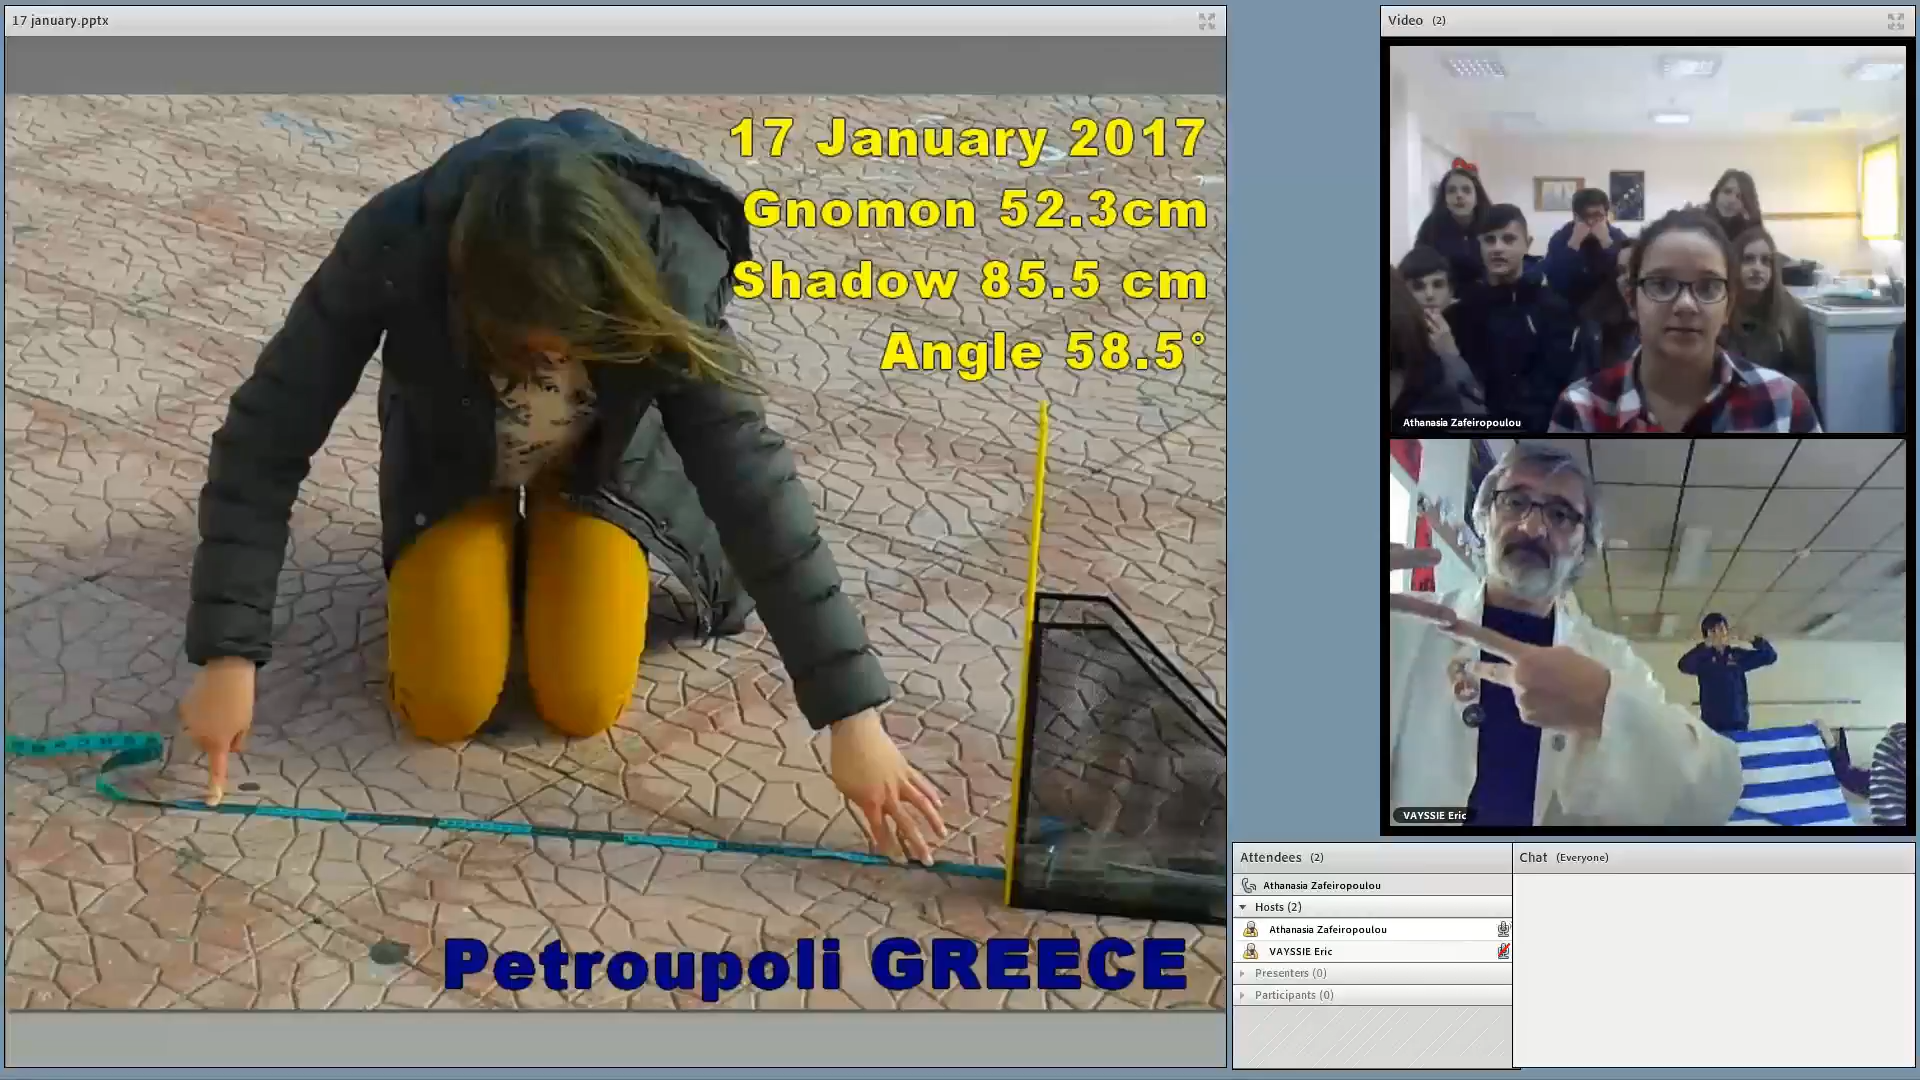 17 january.pptx
17 January 2017
Gnomon 52.3cm
Shadow 85.5 cm
Angle 58.5°
Petroupoli GREECE
Video (2)
Athanasia Zafeiropoulou
VAYSSIE Eric
Attendees (2)
Athanasia Zafeiropoulou
Hosts (2)
Athanasia Zafeiropoulou
VAYSSIE Eric
Presenters (0)
Participants (0)
Chat (Everyone)